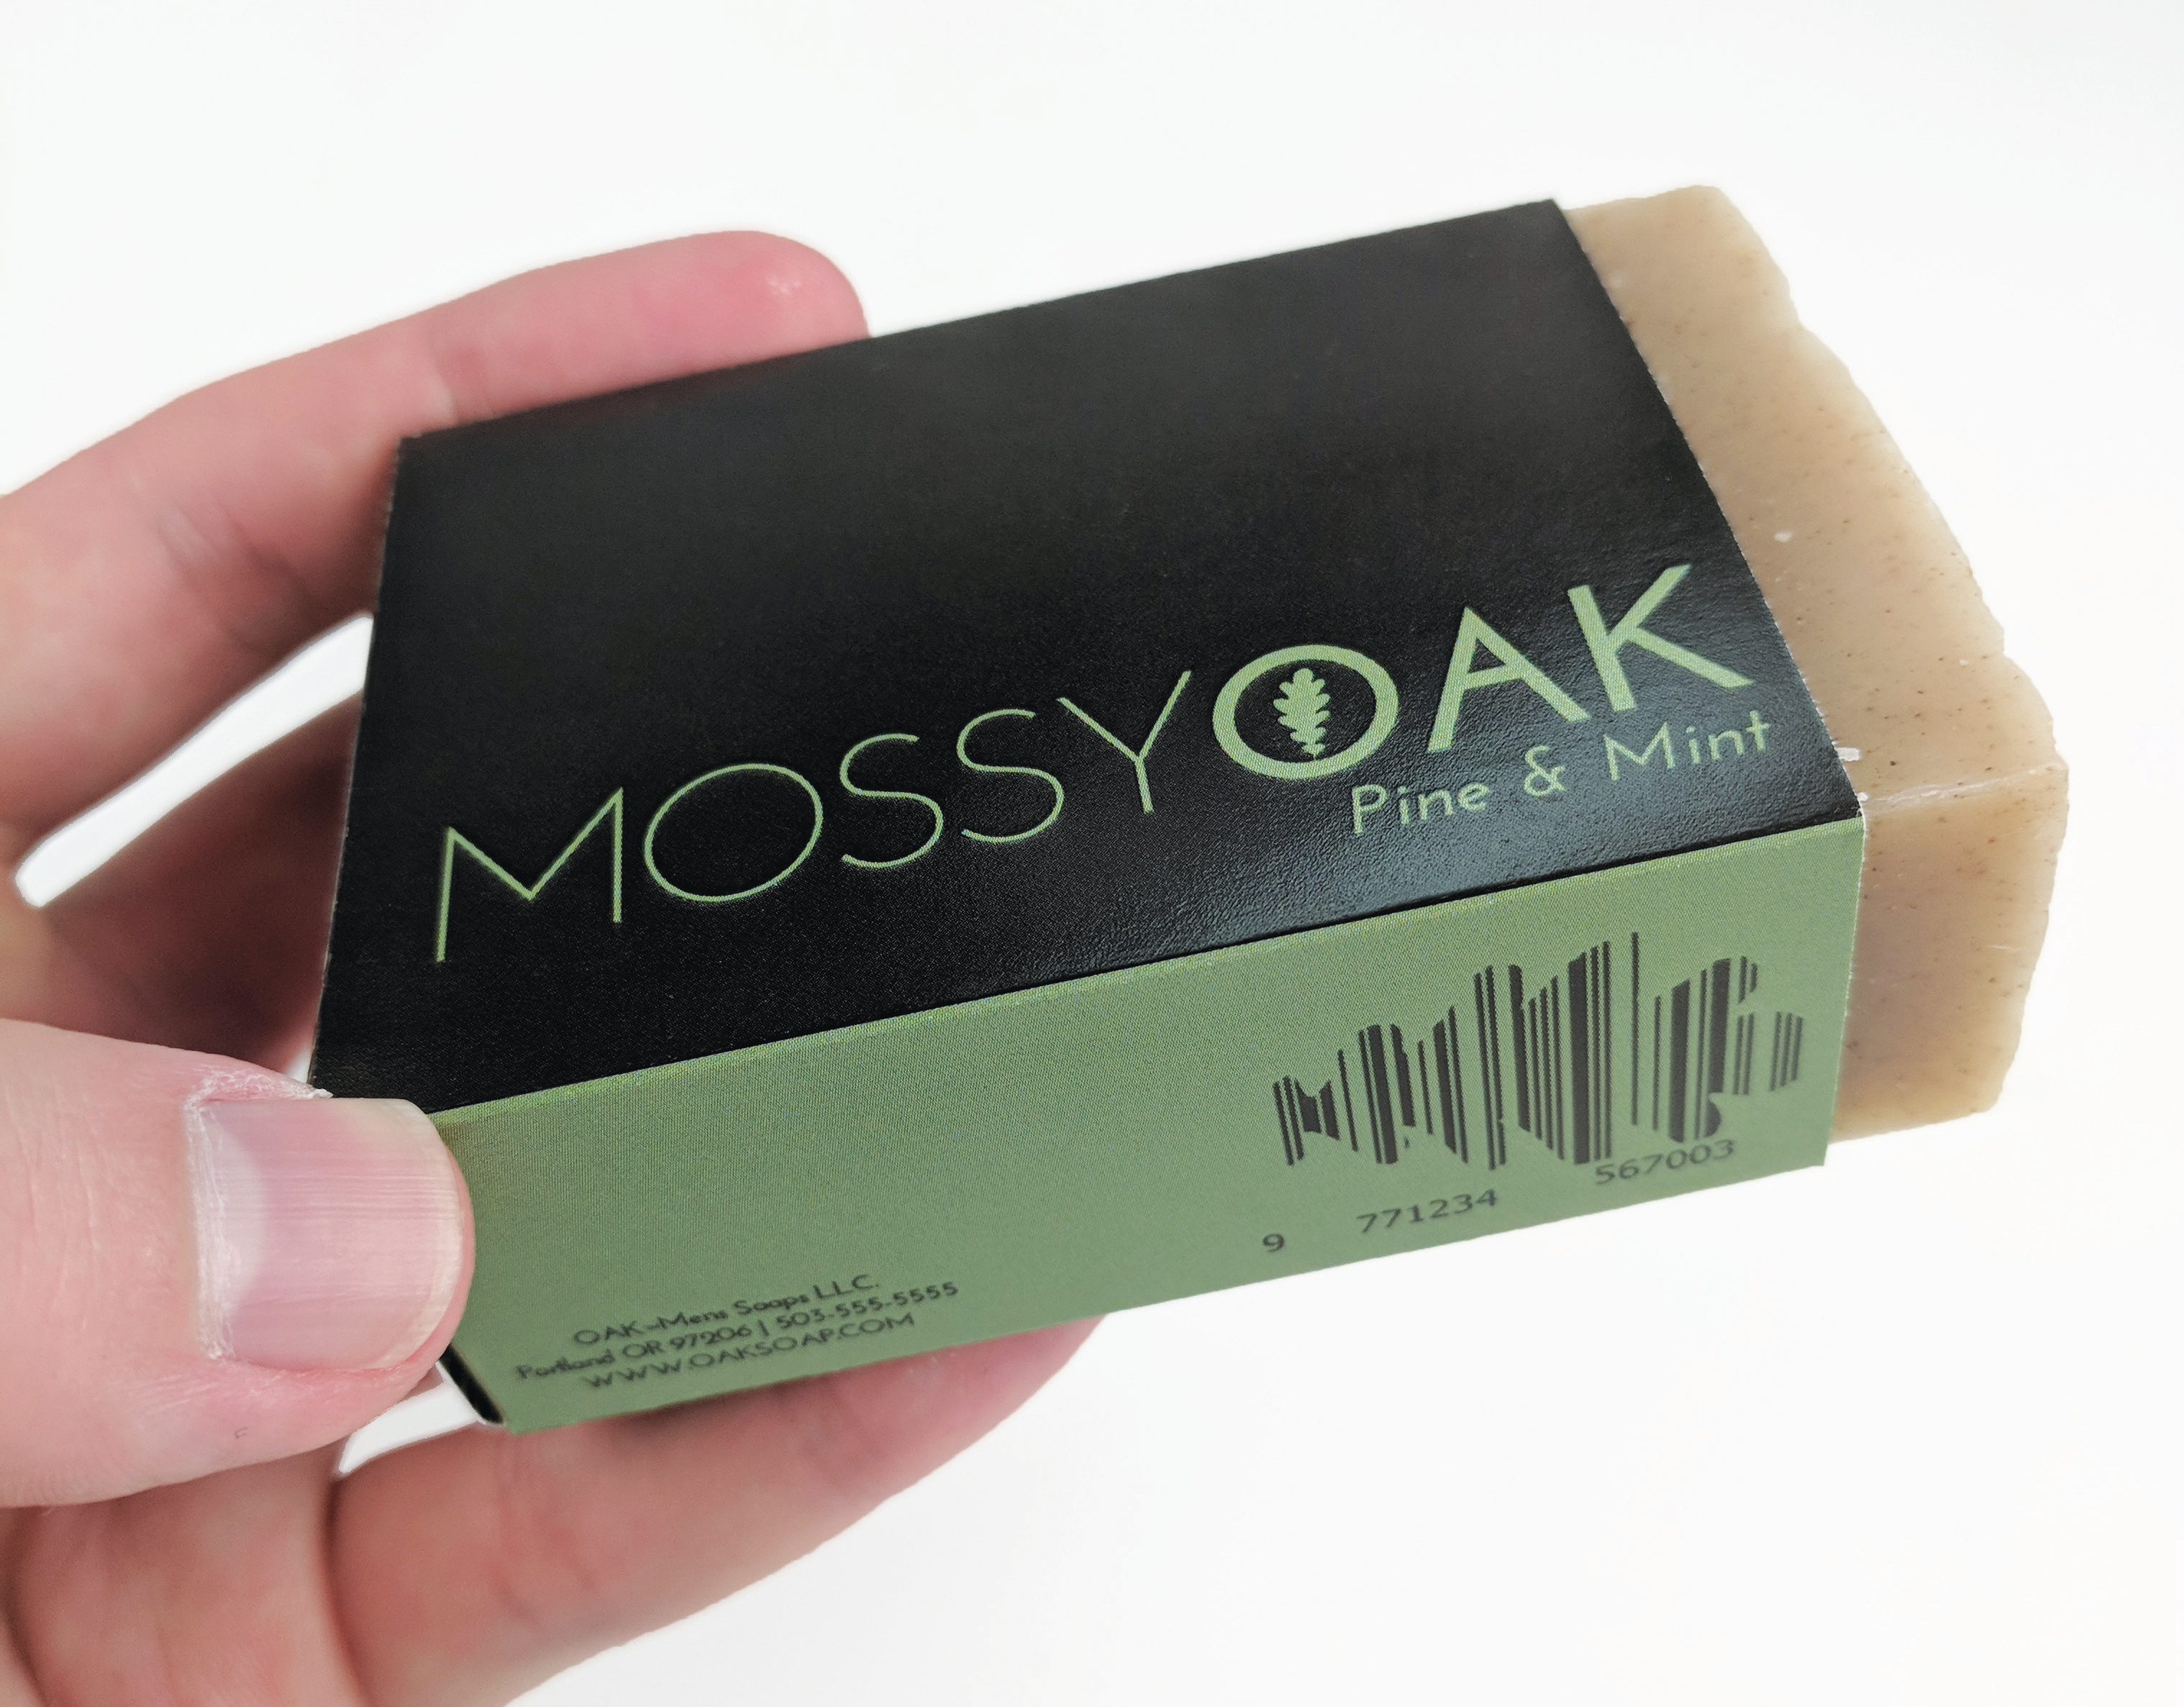 MOSSYOAK
Pine & Mint
9 771234 567003
OAK-Mens Soaps LLC.
Portland OR 97206 | 503-555-5555
WWW.OAKSOAP.COM